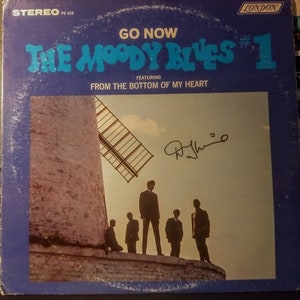 STEREO PS 428
LONDON
GO NOW
THE MOODY BLUES #1
FEATURING
FROM THE BOTTOM OF MY HEART